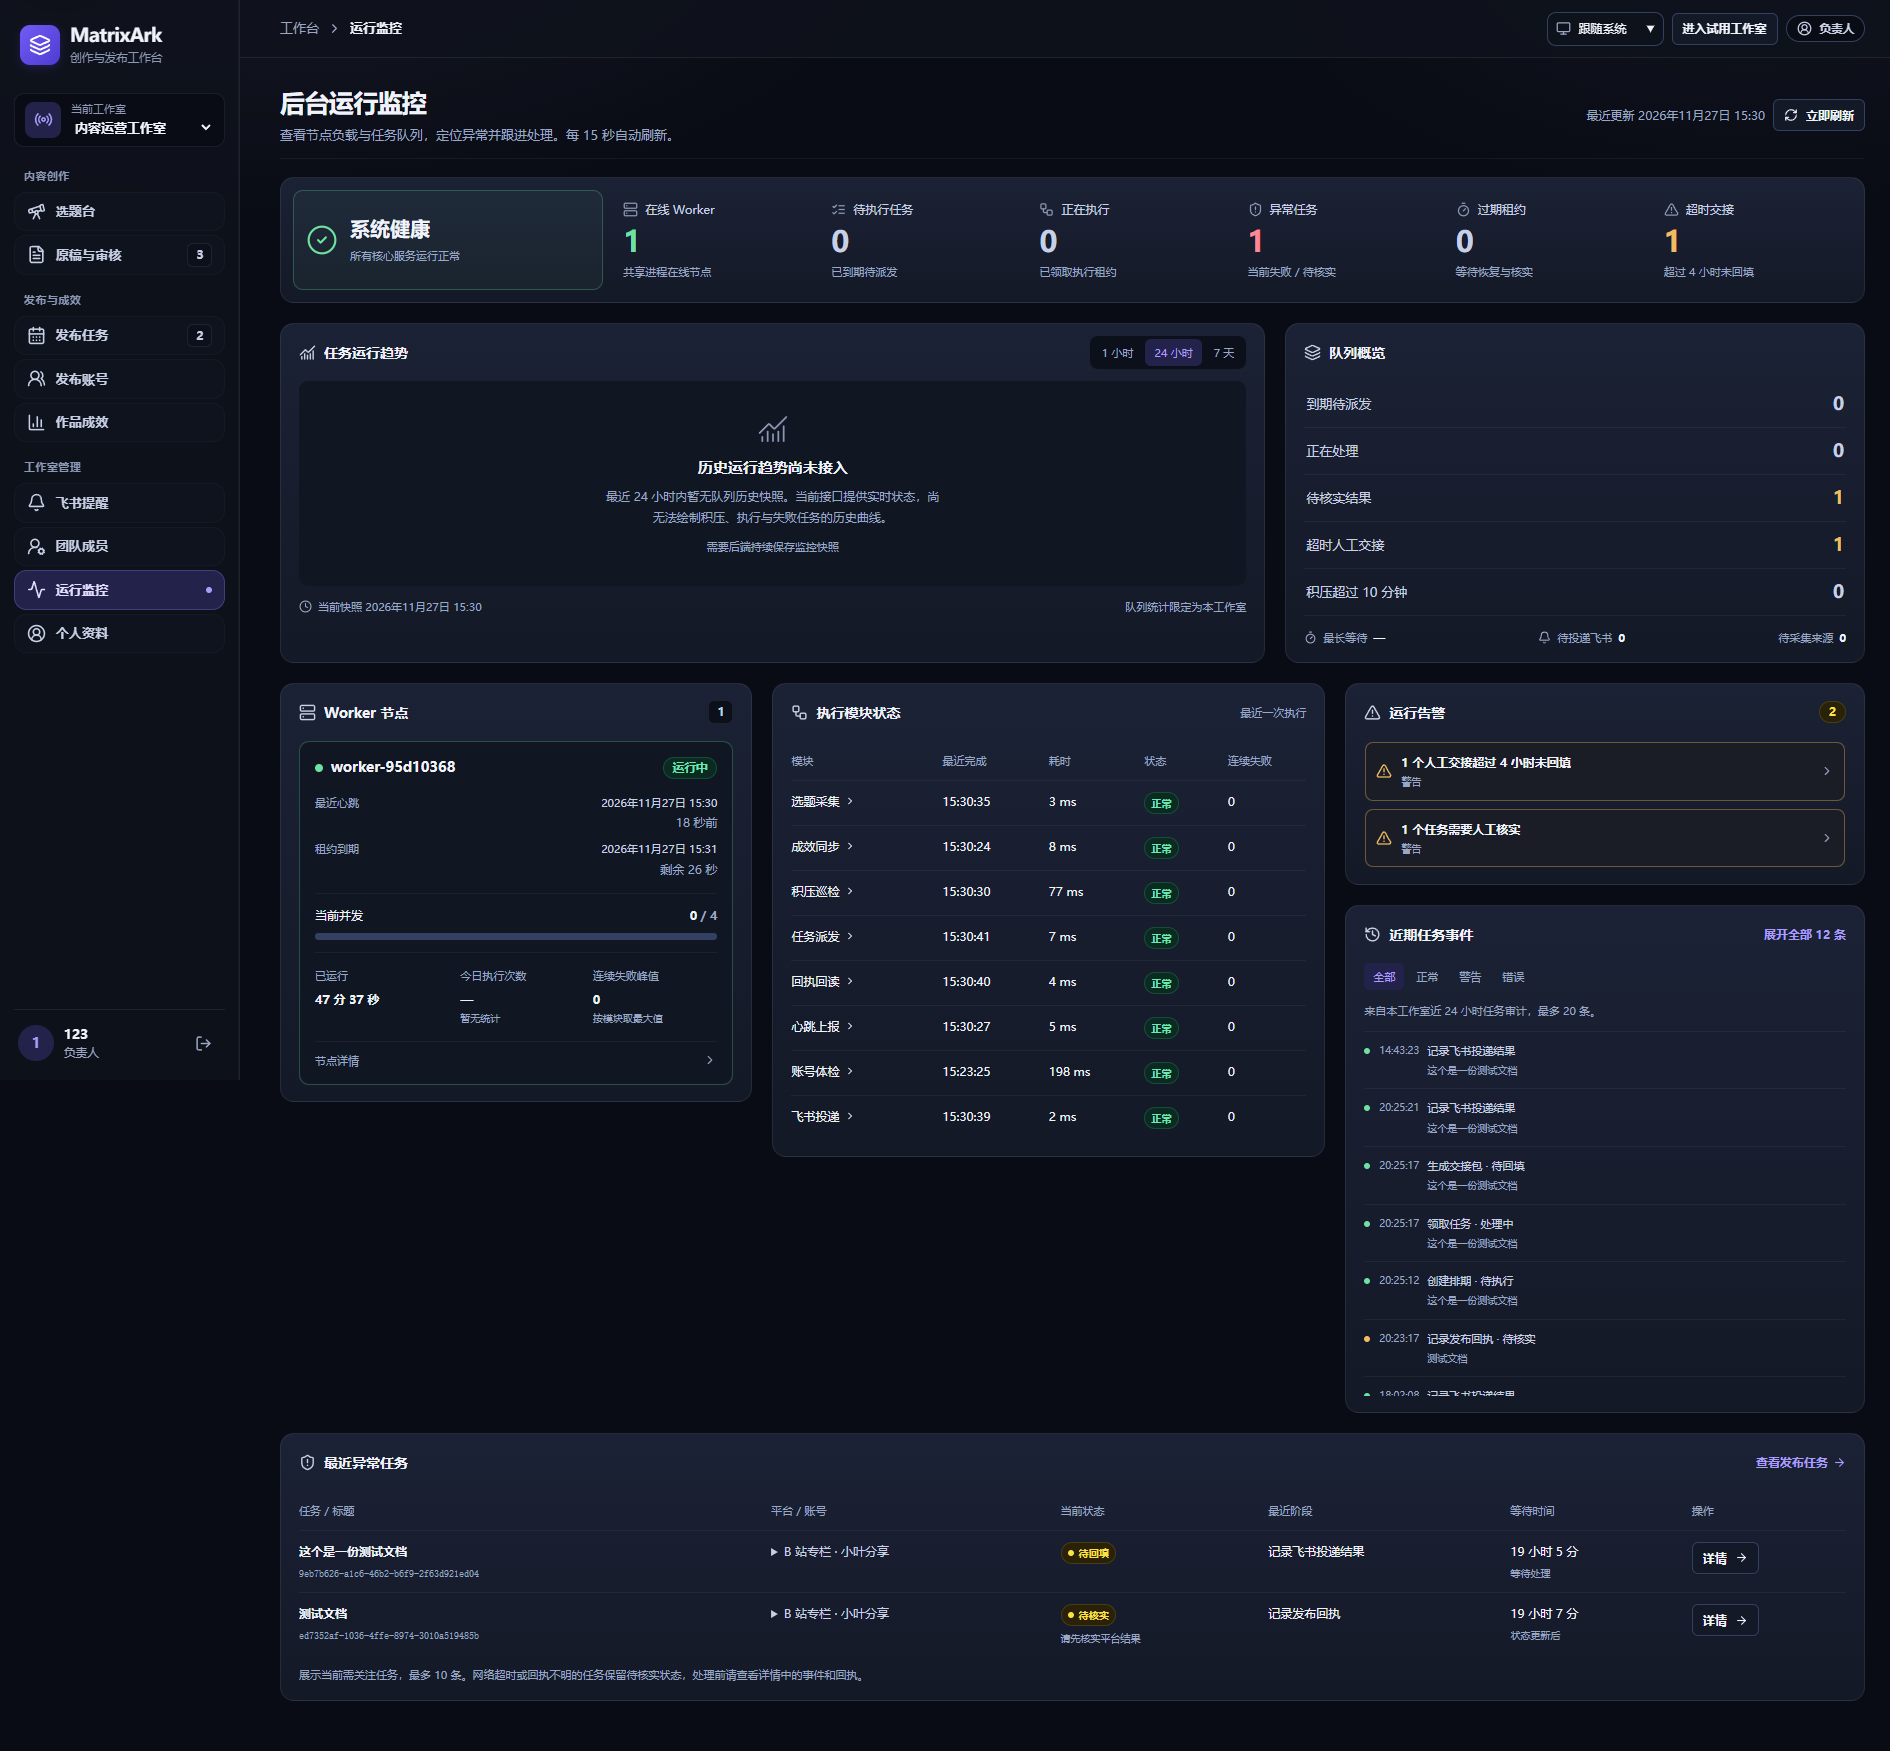 MatrixArk
创作与发布工作台
当前工作室
内容运营工作室
内容创作
选题台
原稿与审核 3
发布与成效
发布任务 2
发布账号
作品成效
工作室管理
飞书提醒
团队成员
运行监控
个人资料
1
123
负责人
工作台 > 运行监控
跟随系统 ▼
进入试用工作室
负责人
后台运行监控
查看节点负载与任务队列，定位异常并跟进处理。每 15 秒自动刷新。
最近更新 2026年11月27日 15:30
立即刷新
系统健康
所有核心服务运行正常
在线 Worker
1
共享进程在线节点
待执行任务
0
已到期待派发
正在执行
0
已领取执行租约
异常任务
1
当前失败 / 待核实
过期租约
0
等待恢复与核实
超时交接
1
超过 4 小时未回填
任务运行趋势
1 小时 24 小时 7 天
历史运行趋势尚未接入
最近 24 小时内暂无队列历史快照。当前接口提供实时状态，尚
无法绘制积压、执行与失败任务的历史曲线。
需要后端持续保存监控快照
当前快照 2026年11月27日 15:30
队列统计限定为本工作室
队列概览
到期待派发 0
正在处理 0
待核实结果 1
超时人工交接 1
积压超过 10 分钟 0
最长等待 —
待投递飞书 0
待采集来源 0
Worker 节点 1
worker-95d10368 运行中
最近心跳 2026年11月27日 15:30
18 秒前
租约到期 2026年11月27日 15:31
剩余 26 秒
当前并发 0 / 4
已运行 今日执行次数 连续失败峰值
47 分 37 秒 — 0
暂无统计 按模块取最大值
节点详情
执行模块状态 最近一次执行
模块 最近完成 耗时 状态 连续失败
选题采集 15:30:35 3 ms 正常 0
成效同步 15:30:24 8 ms 正常 0
积压巡检 15:30:30 77 ms 正常 0
任务派发 15:30:41 7 ms 正常 0
回执回读 15:30:40 4 ms 正常 0
心跳上报 15:30:27 5 ms 正常 0
账号体检 15:23:25 198 ms 正常 0
飞书投递 15:30:39 2 ms 正常 0
运行告警 2
1 个人工交接超过 4 小时未回填
警告
1 个任务需要人工核实
警告
近期任务事件 展开全部 12 条
全部 正常 警告 错误
来自本工作室近 24 小时任务审计，最多 20 条。
14:43:23 记录飞书投递结果
这个是一份测试文档
20:25:21 记录飞书投递结果
这个是一份测试文档
20:25:17 生成交接包 · 待回填
这个是一份测试文档
20:25:17 领取任务 · 处理中
这个是一份测试文档
20:25:12 创建排期 · 待执行
这个是一份测试文档
20:23:17 记录发布回执 · 待核实
测试文档
18:02:08 记录飞书投递结果
最近异常任务 查看发布任务 →
任务 / 标题 平台 / 账号 当前状态 最近阶段 等待时间 操作
这个是一份测试文档 ▶ B 站专栏 · 小叶分享 待回填 记录飞书投递结果 19 小时 5 分 详情 →
9eb7b626-a1c6-46b2-b6f9-2f63d921ed04 等待处理
测试文档 ▶ B 站专栏 · 小叶分享 待核实 记录发布回执 19 小时 7 分 详情 →
ed7352af-1036-4ffe-8974-3010a519485b 请先核实平台结果 状态更新后
展示当前需关注任务，最多 10 条。网络超时或回执不明的任务保留待核实状态，处理前请查看详情中的事件和回执。